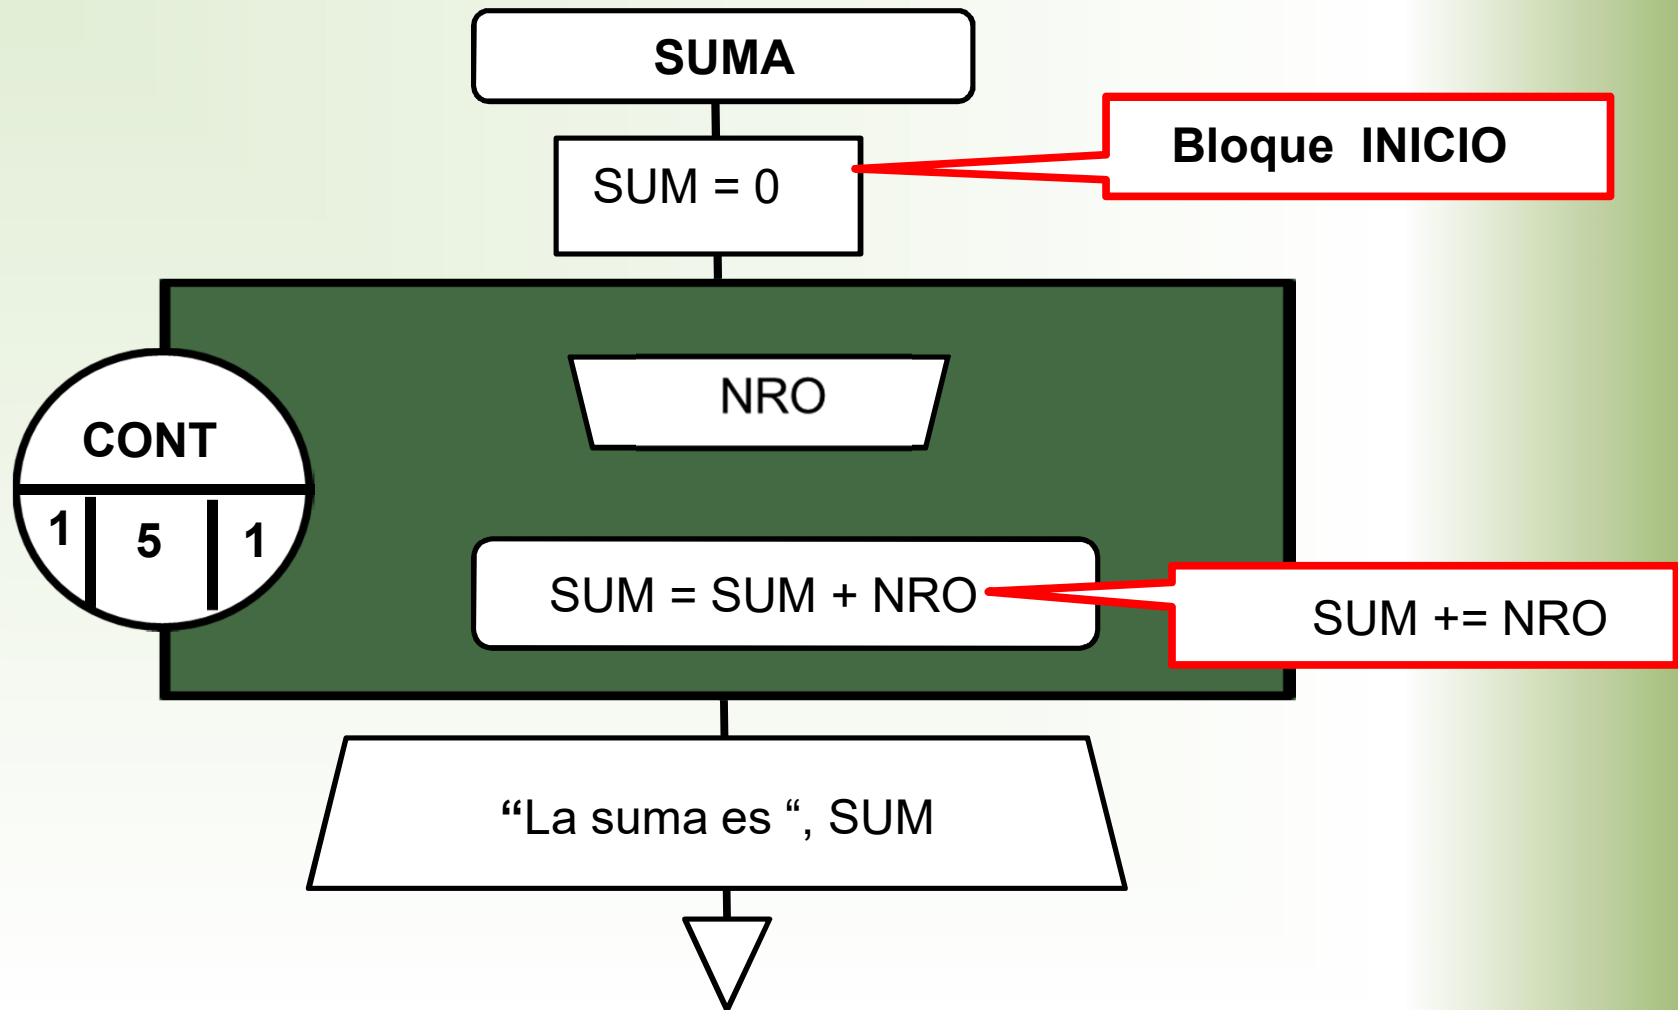 SUMA
SUM = 0
Bloque INICIO
NRO
CONT
1 5 1
SUM = SUM + NRO
SUM += NRO
“La suma es “, SUM